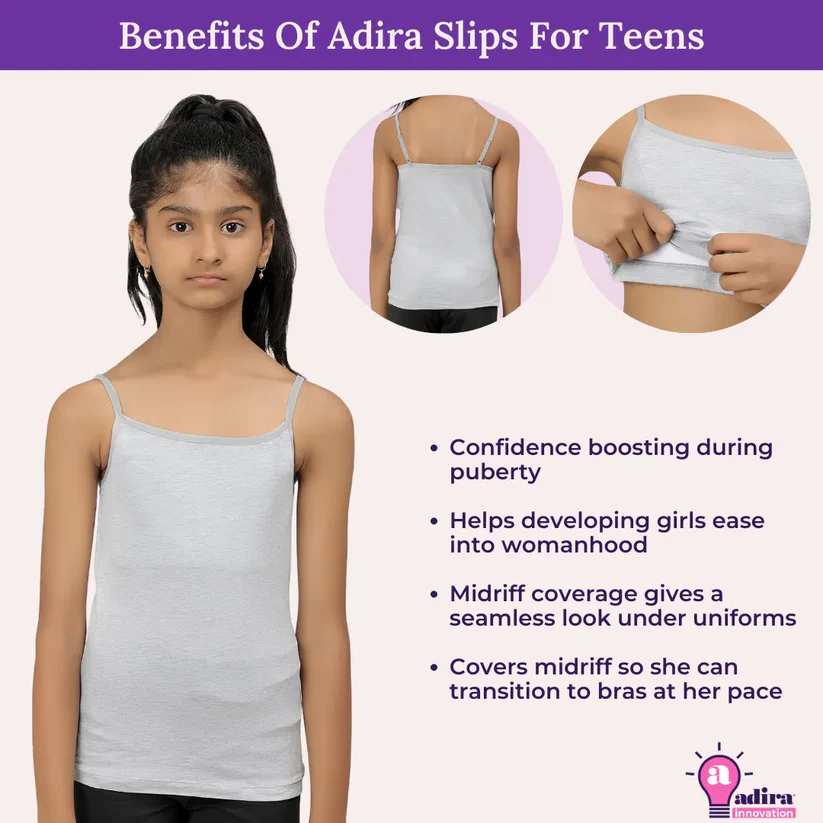 Benefits Of Adira Slips For Teens
• Confidence boosting during
puberty
• Helps developing girls ease
into womanhood
• Midriff coverage gives a
seamless look under uniforms
• Covers midriff so she can
transition to bras at her pace
a
adira
innovation